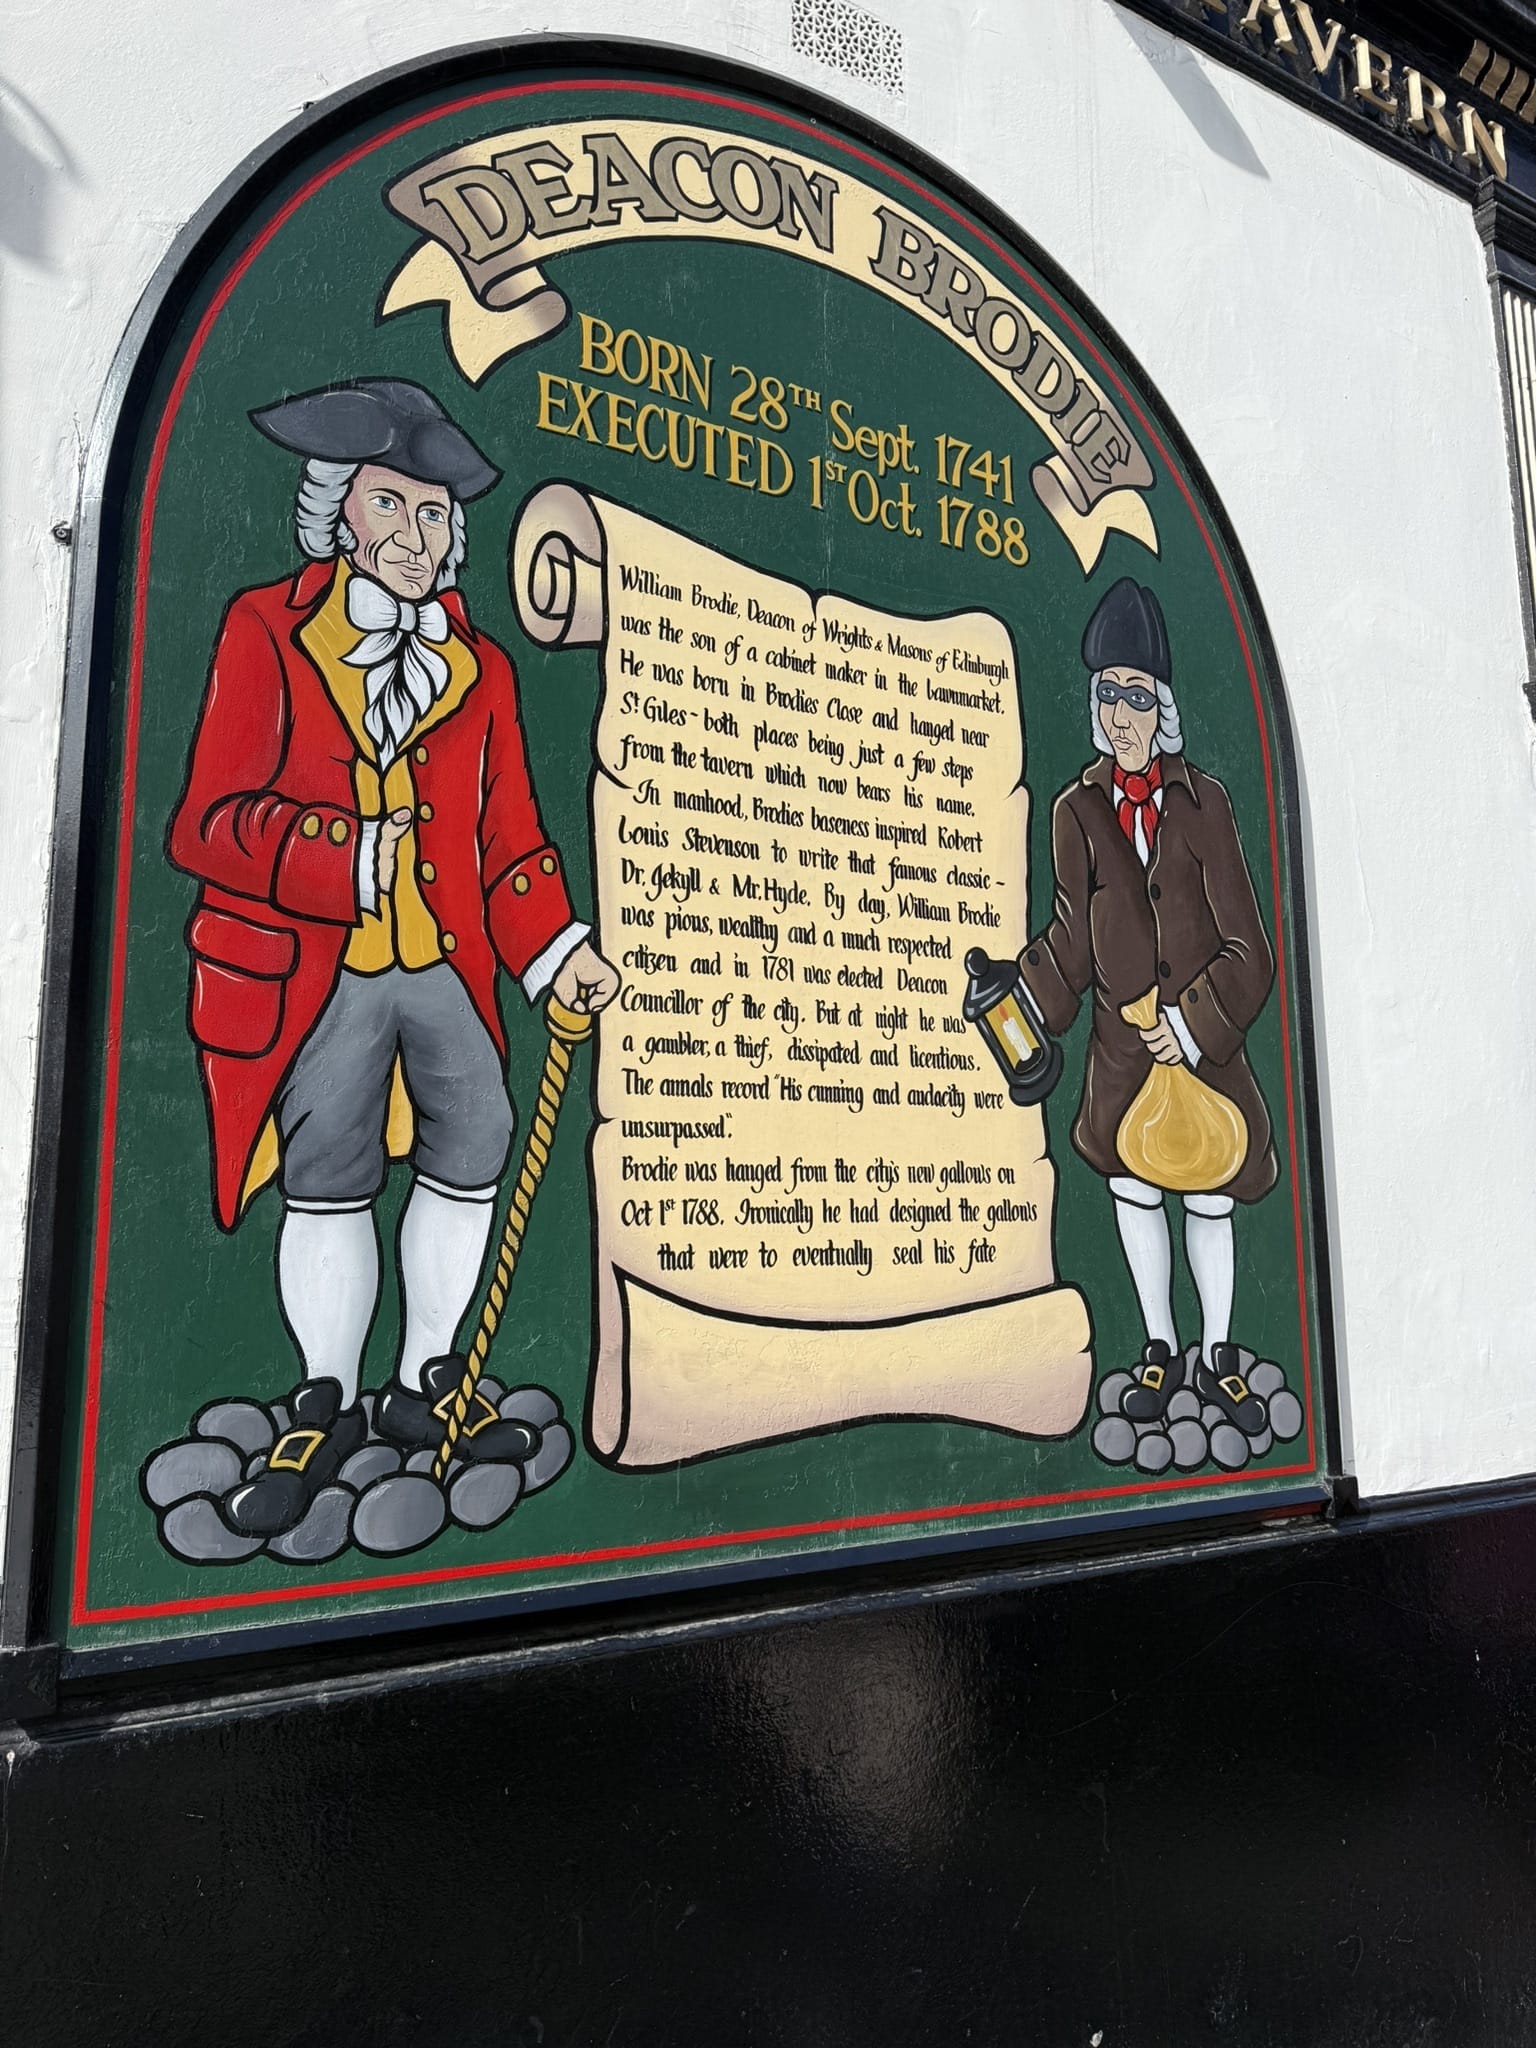 TAVERN
DEACON BRODIE
BORN 28TH Sept. 1741
EXECUTED 1ST Oct. 1788
William Brodie, Deacon of Wrights & Masons of Edinburgh
was the son of a cabinet maker in the Lawnmarket.
He was born in Brodies Close and hanged near
St Giles - both places being just a few steps
from the tavern which now bears his name.
In manhood, Brodies baseness inspired Robert
Louis Stevenson to write that famous classic -
Dr. Jekyll & Mr. Hyde. By day, William Brodie
was pious, wealthy and a much respected
citizen and in 1781 was elected Deacon
Councillor of the city. But at night he was
a gambler, a thief, dissipated and licentious.
The annals record "His cunning and audacity were
unsurpassed".
Brodie was hanged from the city's new gallows on
Oct 1st 1788. Ironically he had designed the gallows
that were to eventually seal his fate